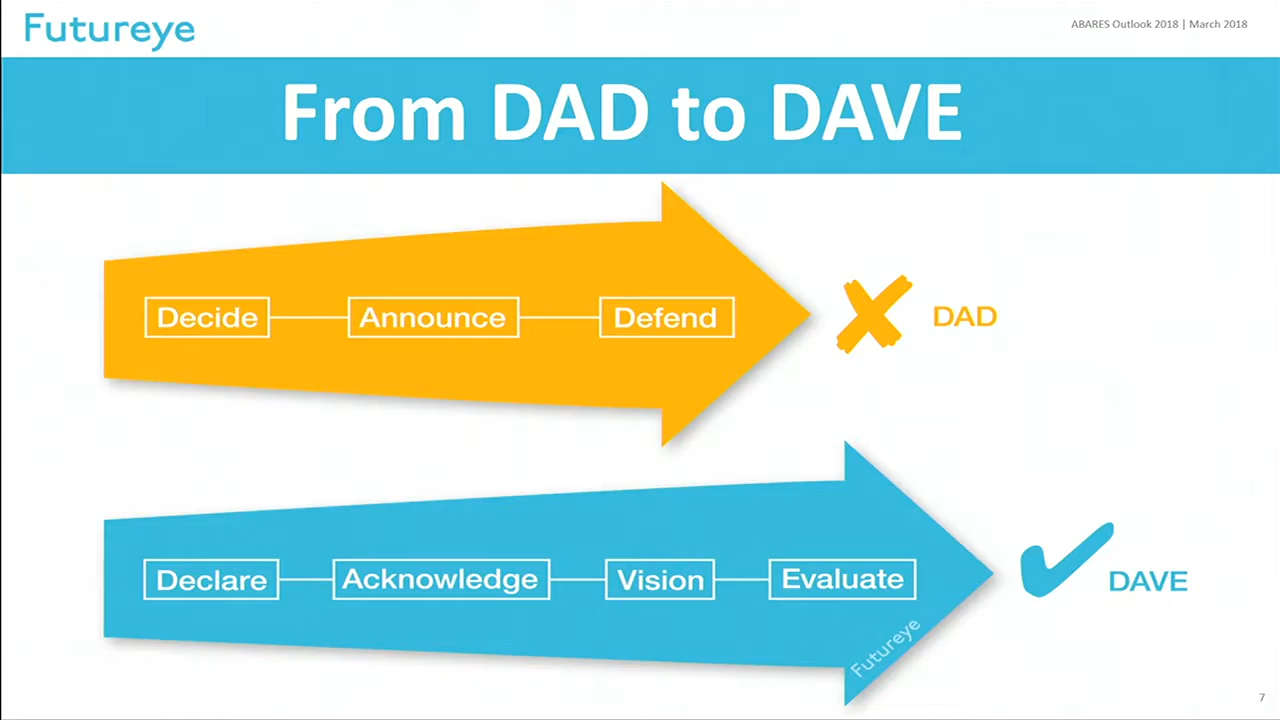 Futureye
ABARES Outlook 2018 | March 2018
From DAD to DAVE
Decide
Announce
Defend
DAD
Declare
Acknowledge
Vision
Evaluate
DAVE
Futureye
7